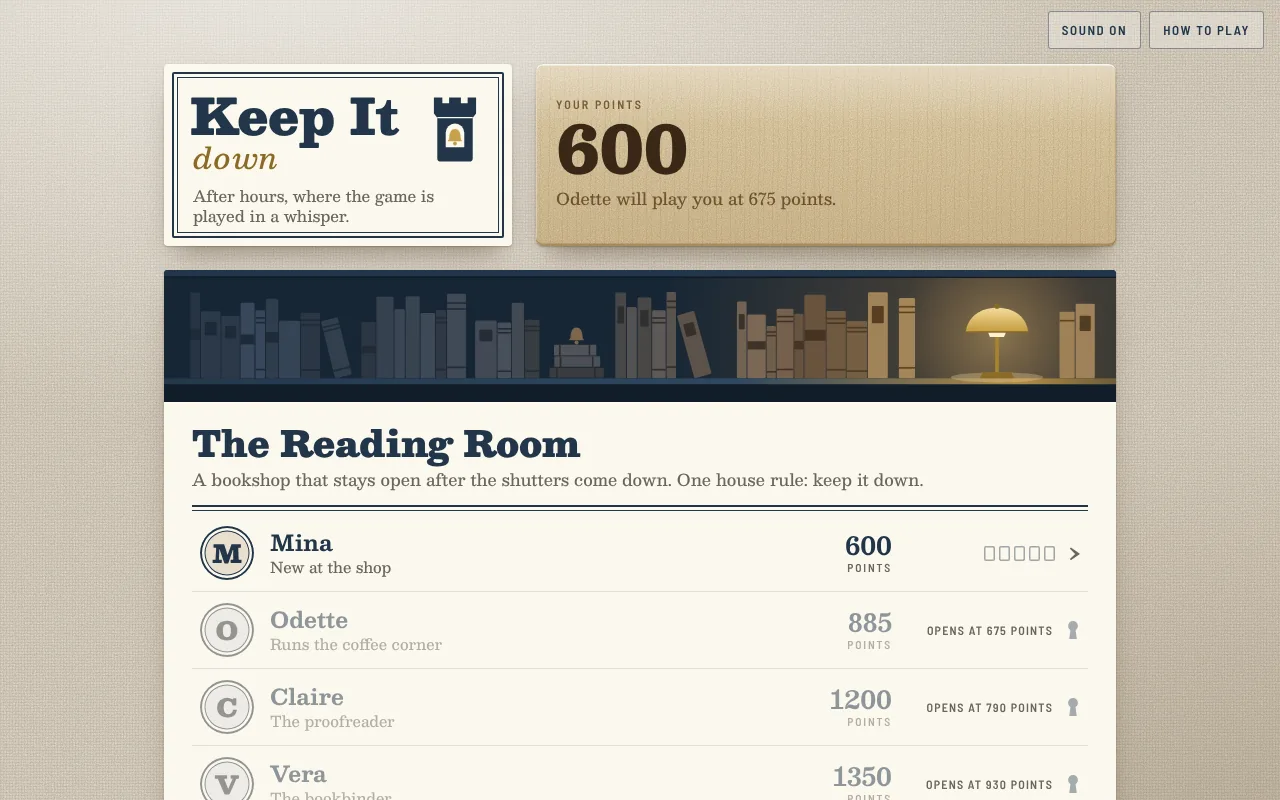 SOUND ON
HOW TO PLAY
Keep It
down
After hours, where the game is
played in a whisper.
YOUR POINTS
600
Odette will play you at 675 points.
The Reading Room
A bookshop that stays open after the shutters come down. One house rule: keep it down.
M
Mina
New at the shop
600
POINTS
O
Odette
Runs the coffee corner
885
POINTS
OPENS AT 675 POINTS
C
Claire
The proofreader
1200
POINTS
OPENS AT 790 POINTS
V
Vera
The bookbinder
1350
POINTS
OPENS AT 930 POINTS